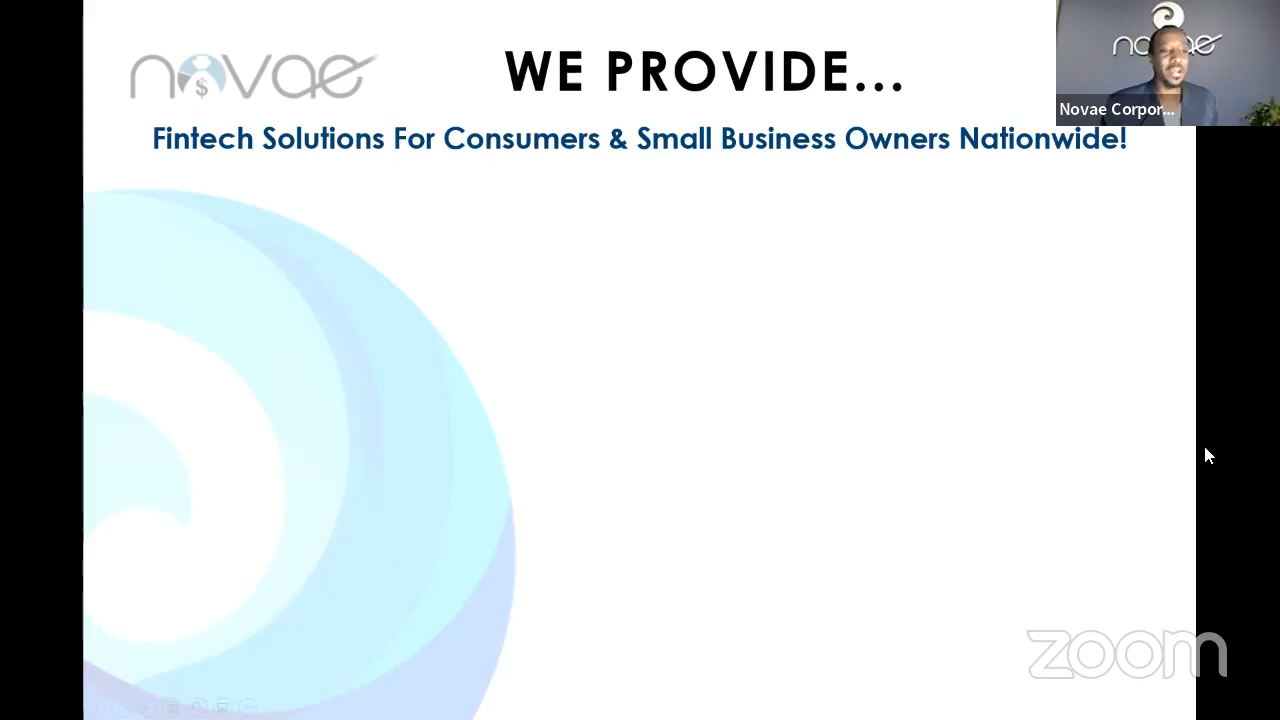 novae
WE PROVIDE...
Fintech Solutions For Consumers & Small Business Owners Nationwide!
novae
Novae Corpor...
zoom